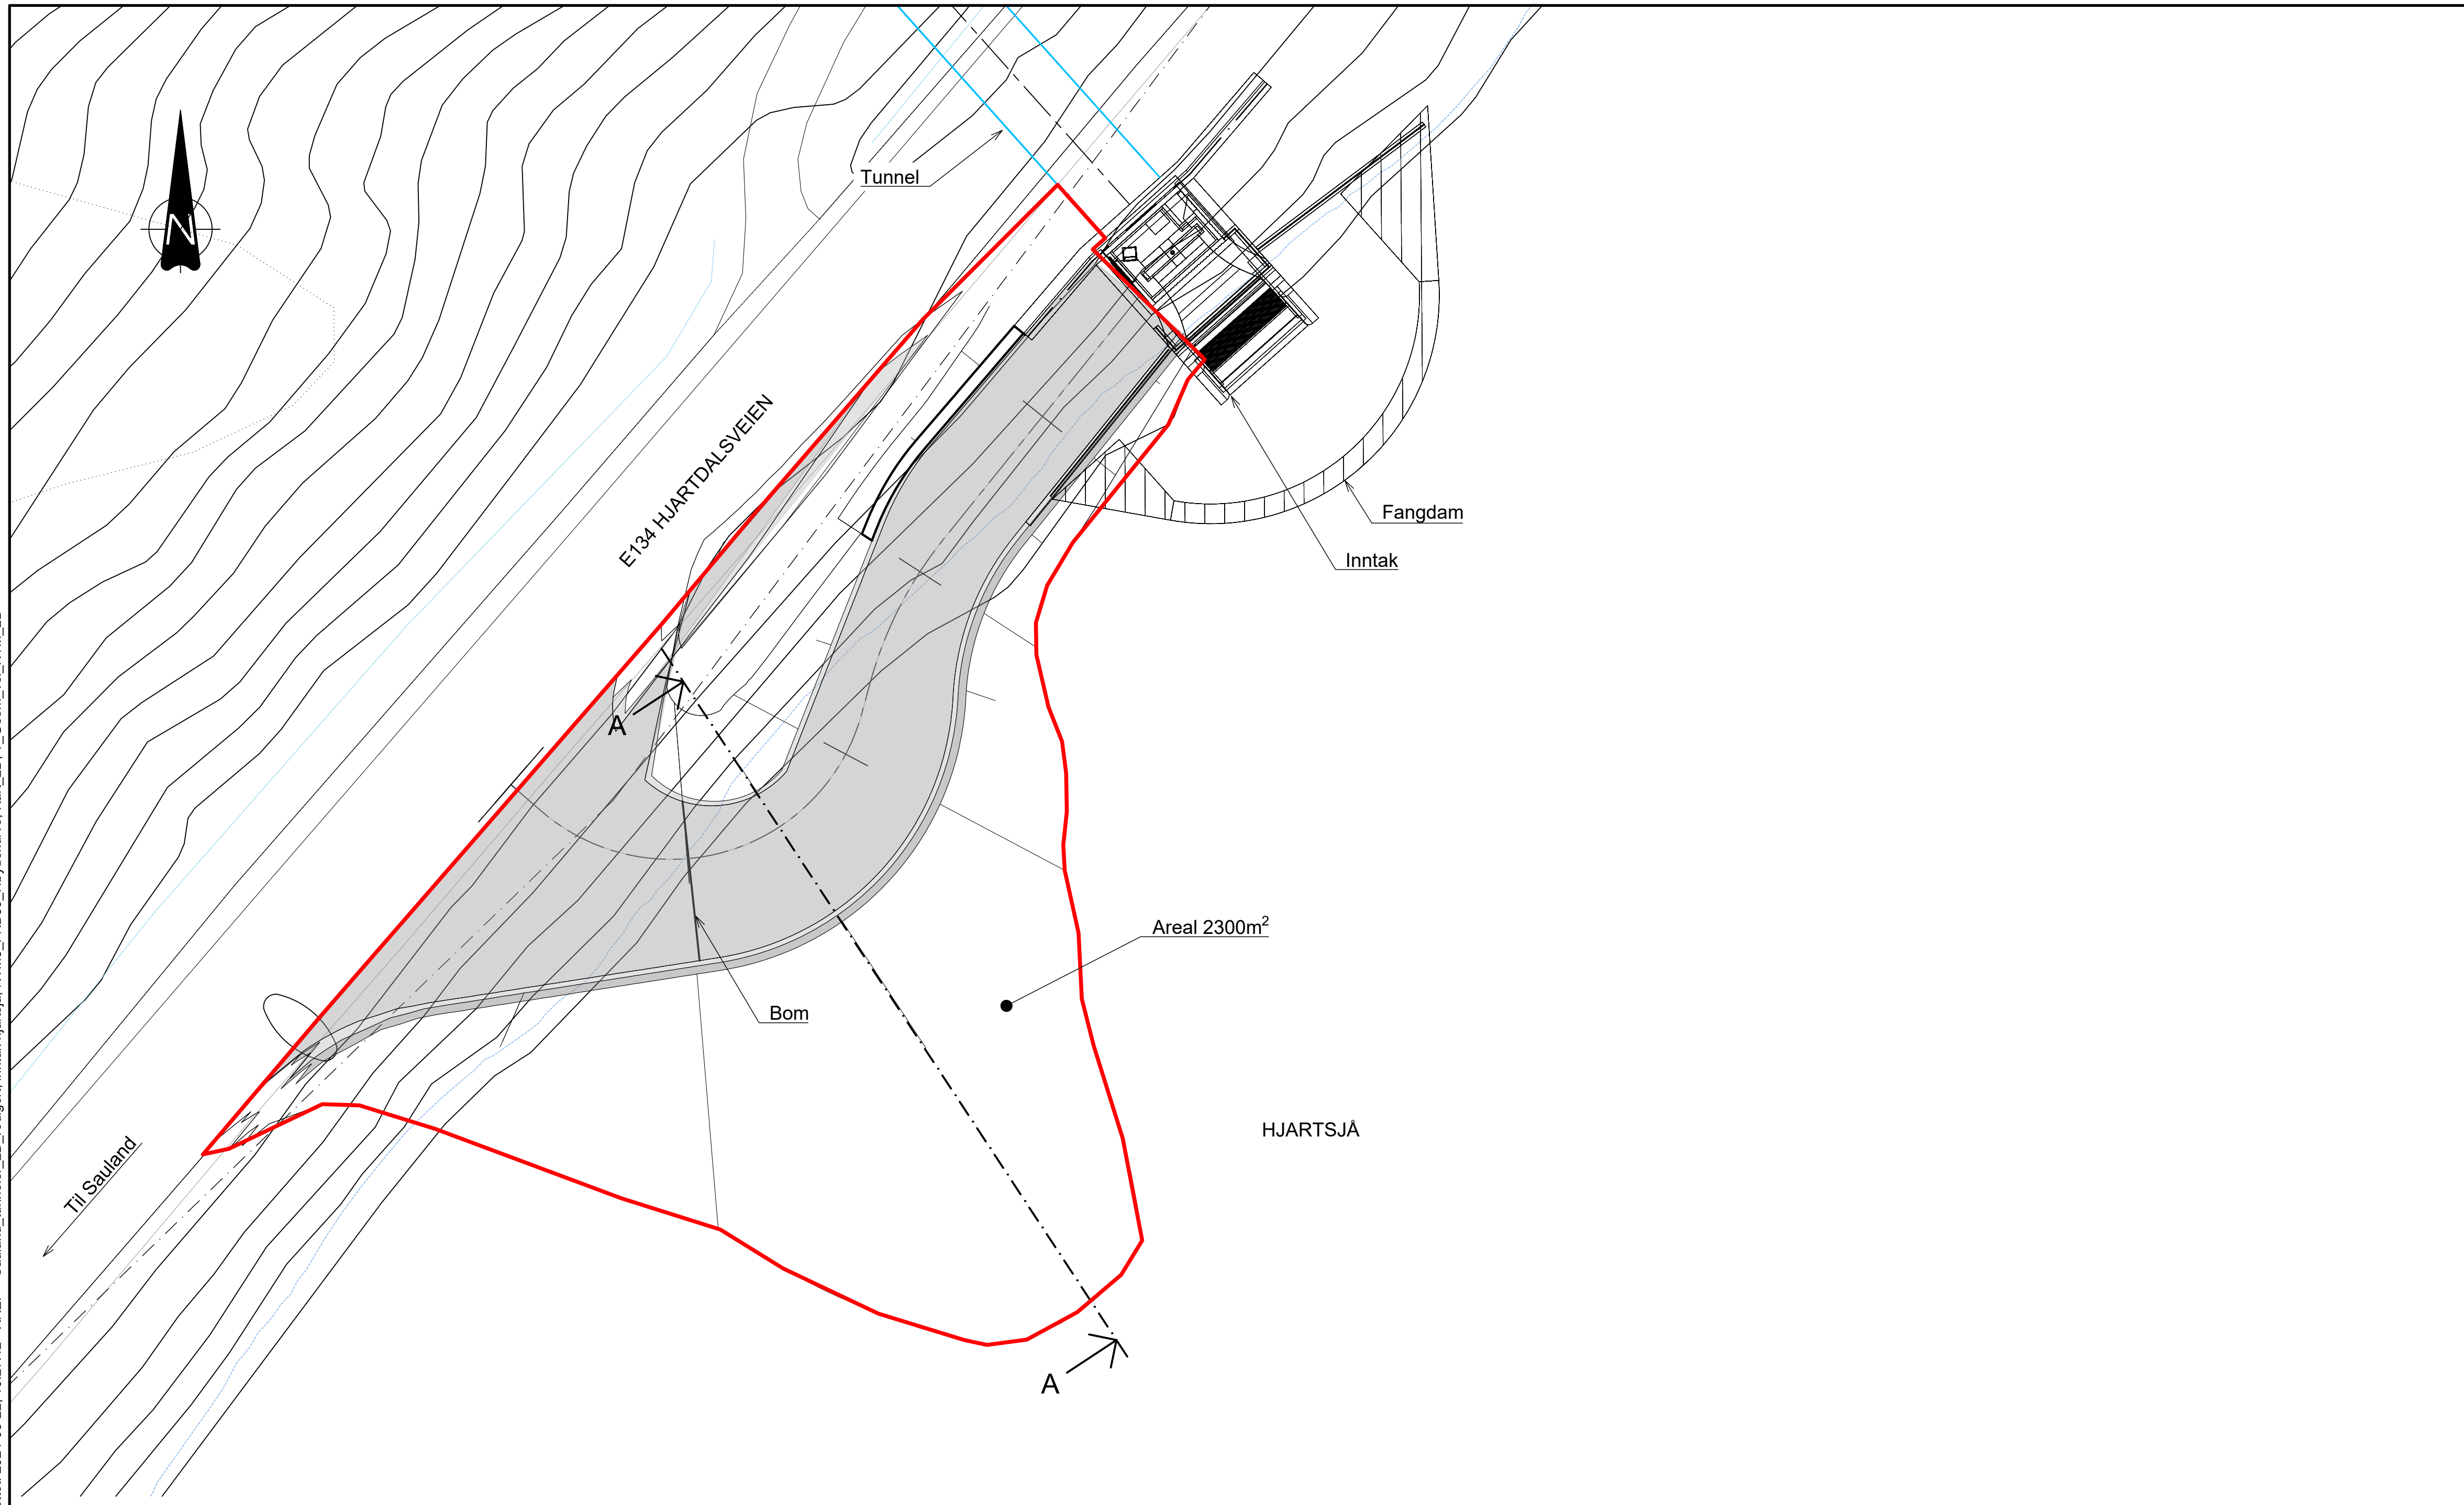 Tunnel
N
E134 HJARTDALSVEIEN
Fangdam
Inntak
A
Areal 2300m²
Bom
HJARTSJÅ
Til Sauland
A